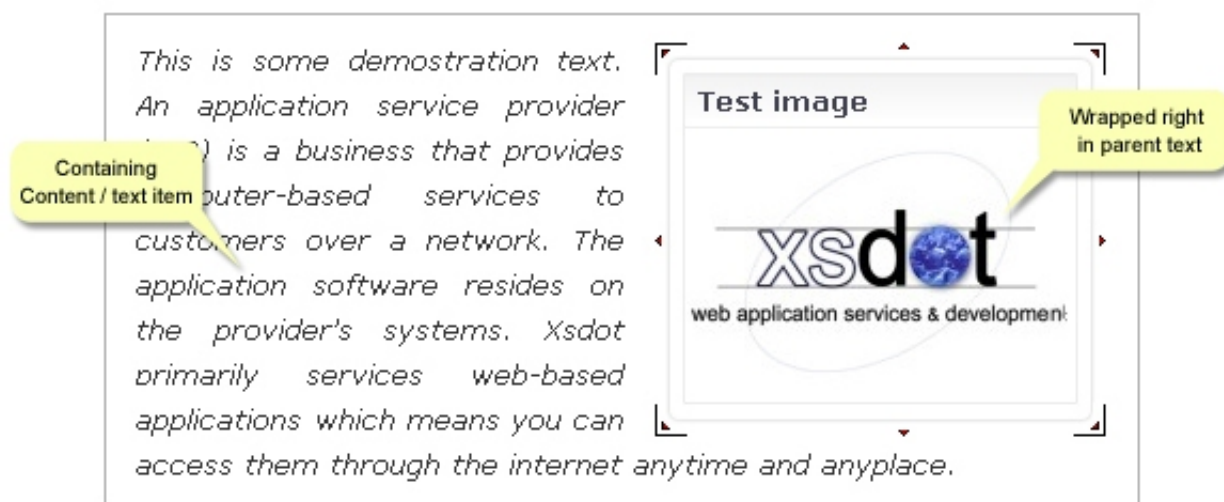 This is some demostration text.
An application service provider
) is a business that provides
outer-based services to
customers over a network. The
application software resides on
the provider's systems. Xsdot
primarily services web-based
applications which means you can
access them through the internet anytime and anyplace.
Containing
Content / text item
Test image
xsdot
web application services & development
Wrapped right
in parent text